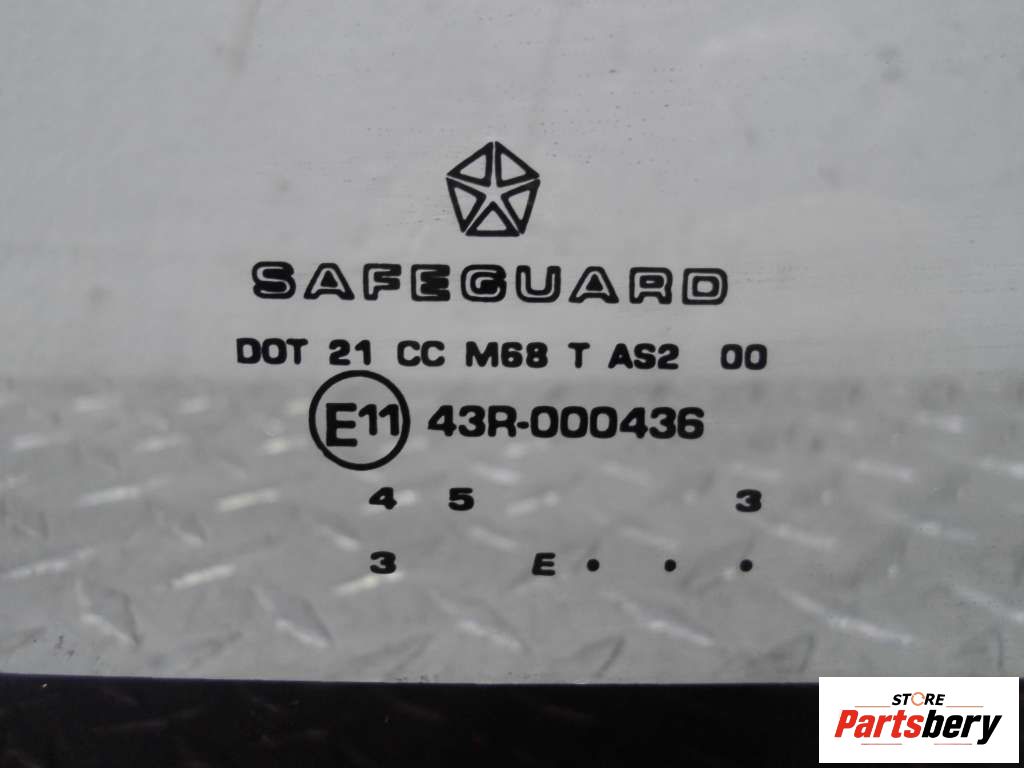 SAFEGUARD
DOT 21 CC M68 T AS2 00
E11 43R-000436
4 5 3
3 E . . .
STORE
Partsbery